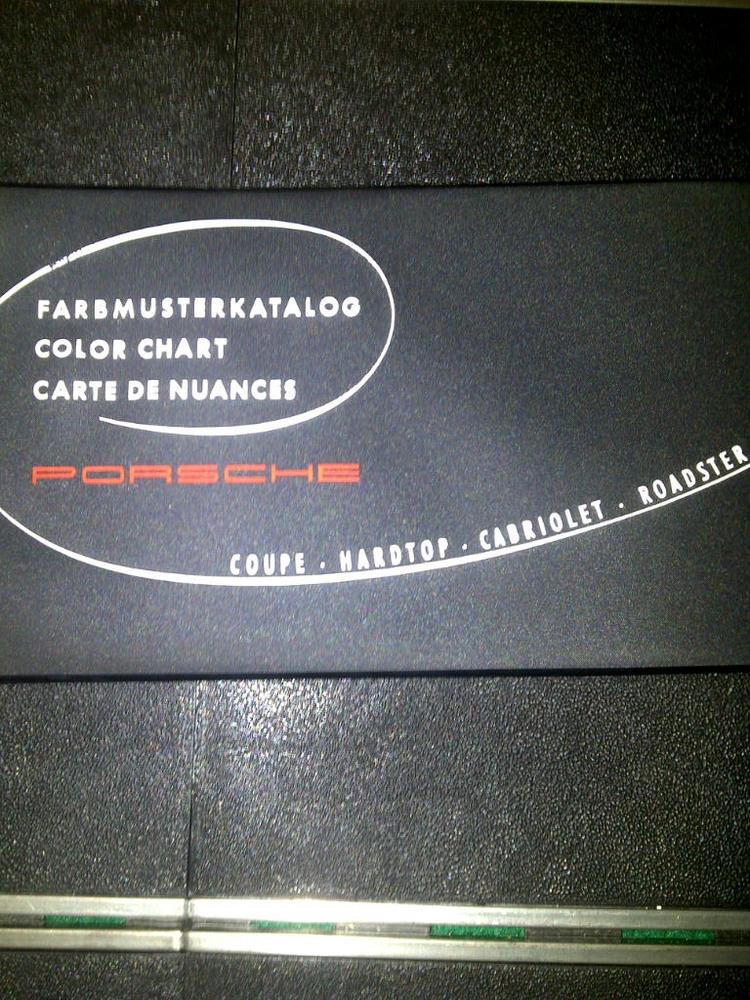 FARBMUSTERKATALOG
COLOR CHART
CARTE DE NUANCES
PORSCHE
COUPE · HARDTOP · CABRIOLET · ROADSTER